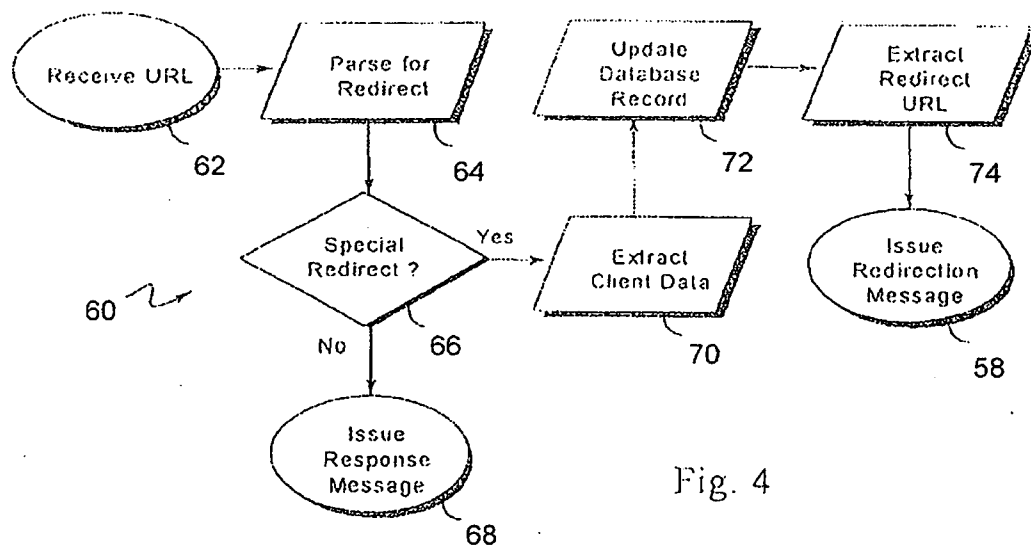 Receive URL
62
Parse for
Redirect
64
Update
Database
Record
72
Extract
Redirect
URL
74
Special
Redirect ?
66
Yes
No
Extract
Client Data
70
Issue
Redirection
Message
58
60
Issue
Response
Message
68
Fig. 4